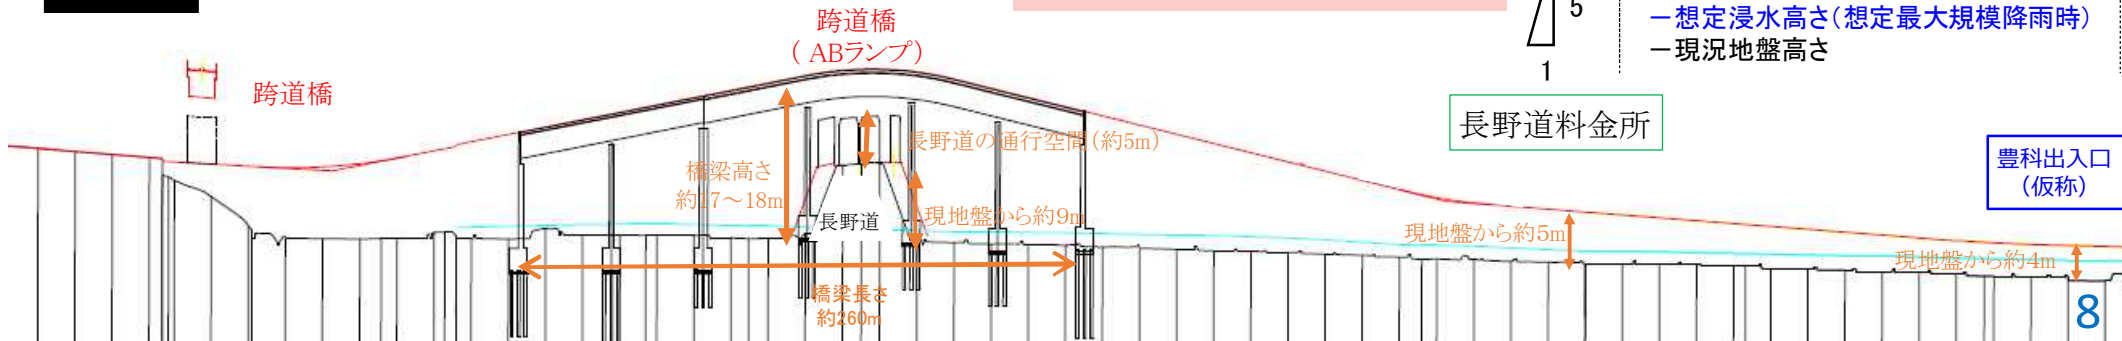 跨道橋
(ABランプ)
5
1
－想定浸水高さ(想定最大規模降雨時)
－現況地盤高さ
跨道橋
長野道料金所
長野道の通行空間(約5m)
橋梁高さ
約17～18m
豊科出入口
(仮称)
長野道
現地盤から約9m
現地盤から約5m
現地盤から約4m
橋梁長さ
約260m
8